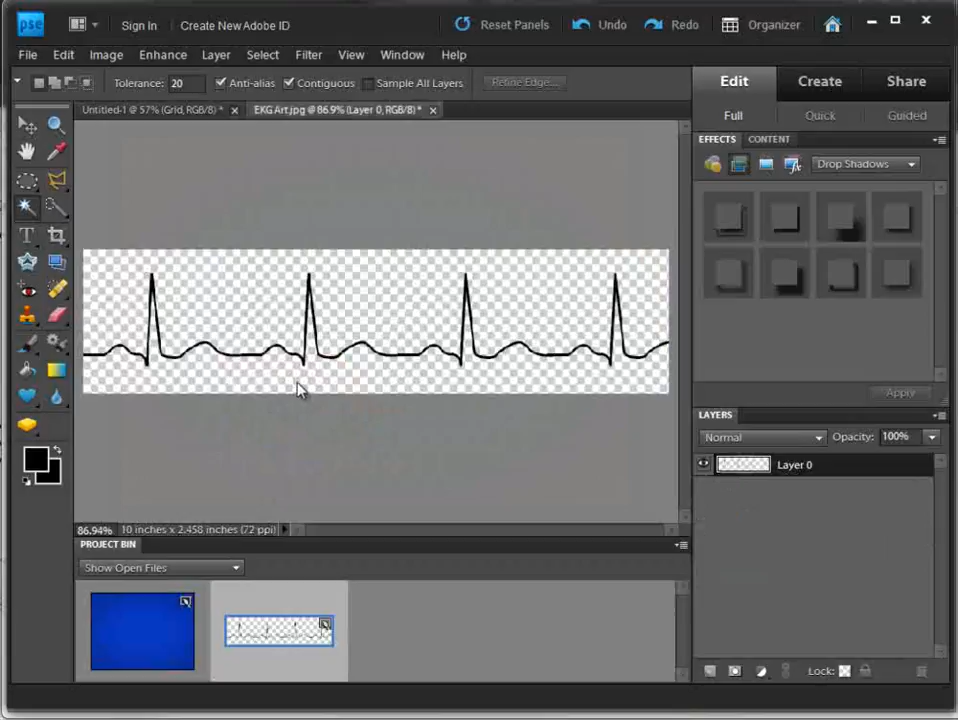 pse Sign In Create New Adobe ID Reset Panels Undo Redo Organizer
File Edit Image Enhance Layer Select Filter View Window Help
Tolerance: 20 Anti-alias Contiguous Sample All Layers Refine Edge...
Edit Create Share
Untitled-1 @ 57% (Grid, RGB/8) * EKG Art.jpg @ 86.9% (Layer 0, RGB/8) *
Full Quick Guided
EFFECTS CONTENT
Drop Shadows
Apply
LAYERS
Normal Opacity: 100%
Layer 0
86.94% 10 inches x 2.458 inches (72 ppi)
PROJECT BIN
Show Open Files
Lock: